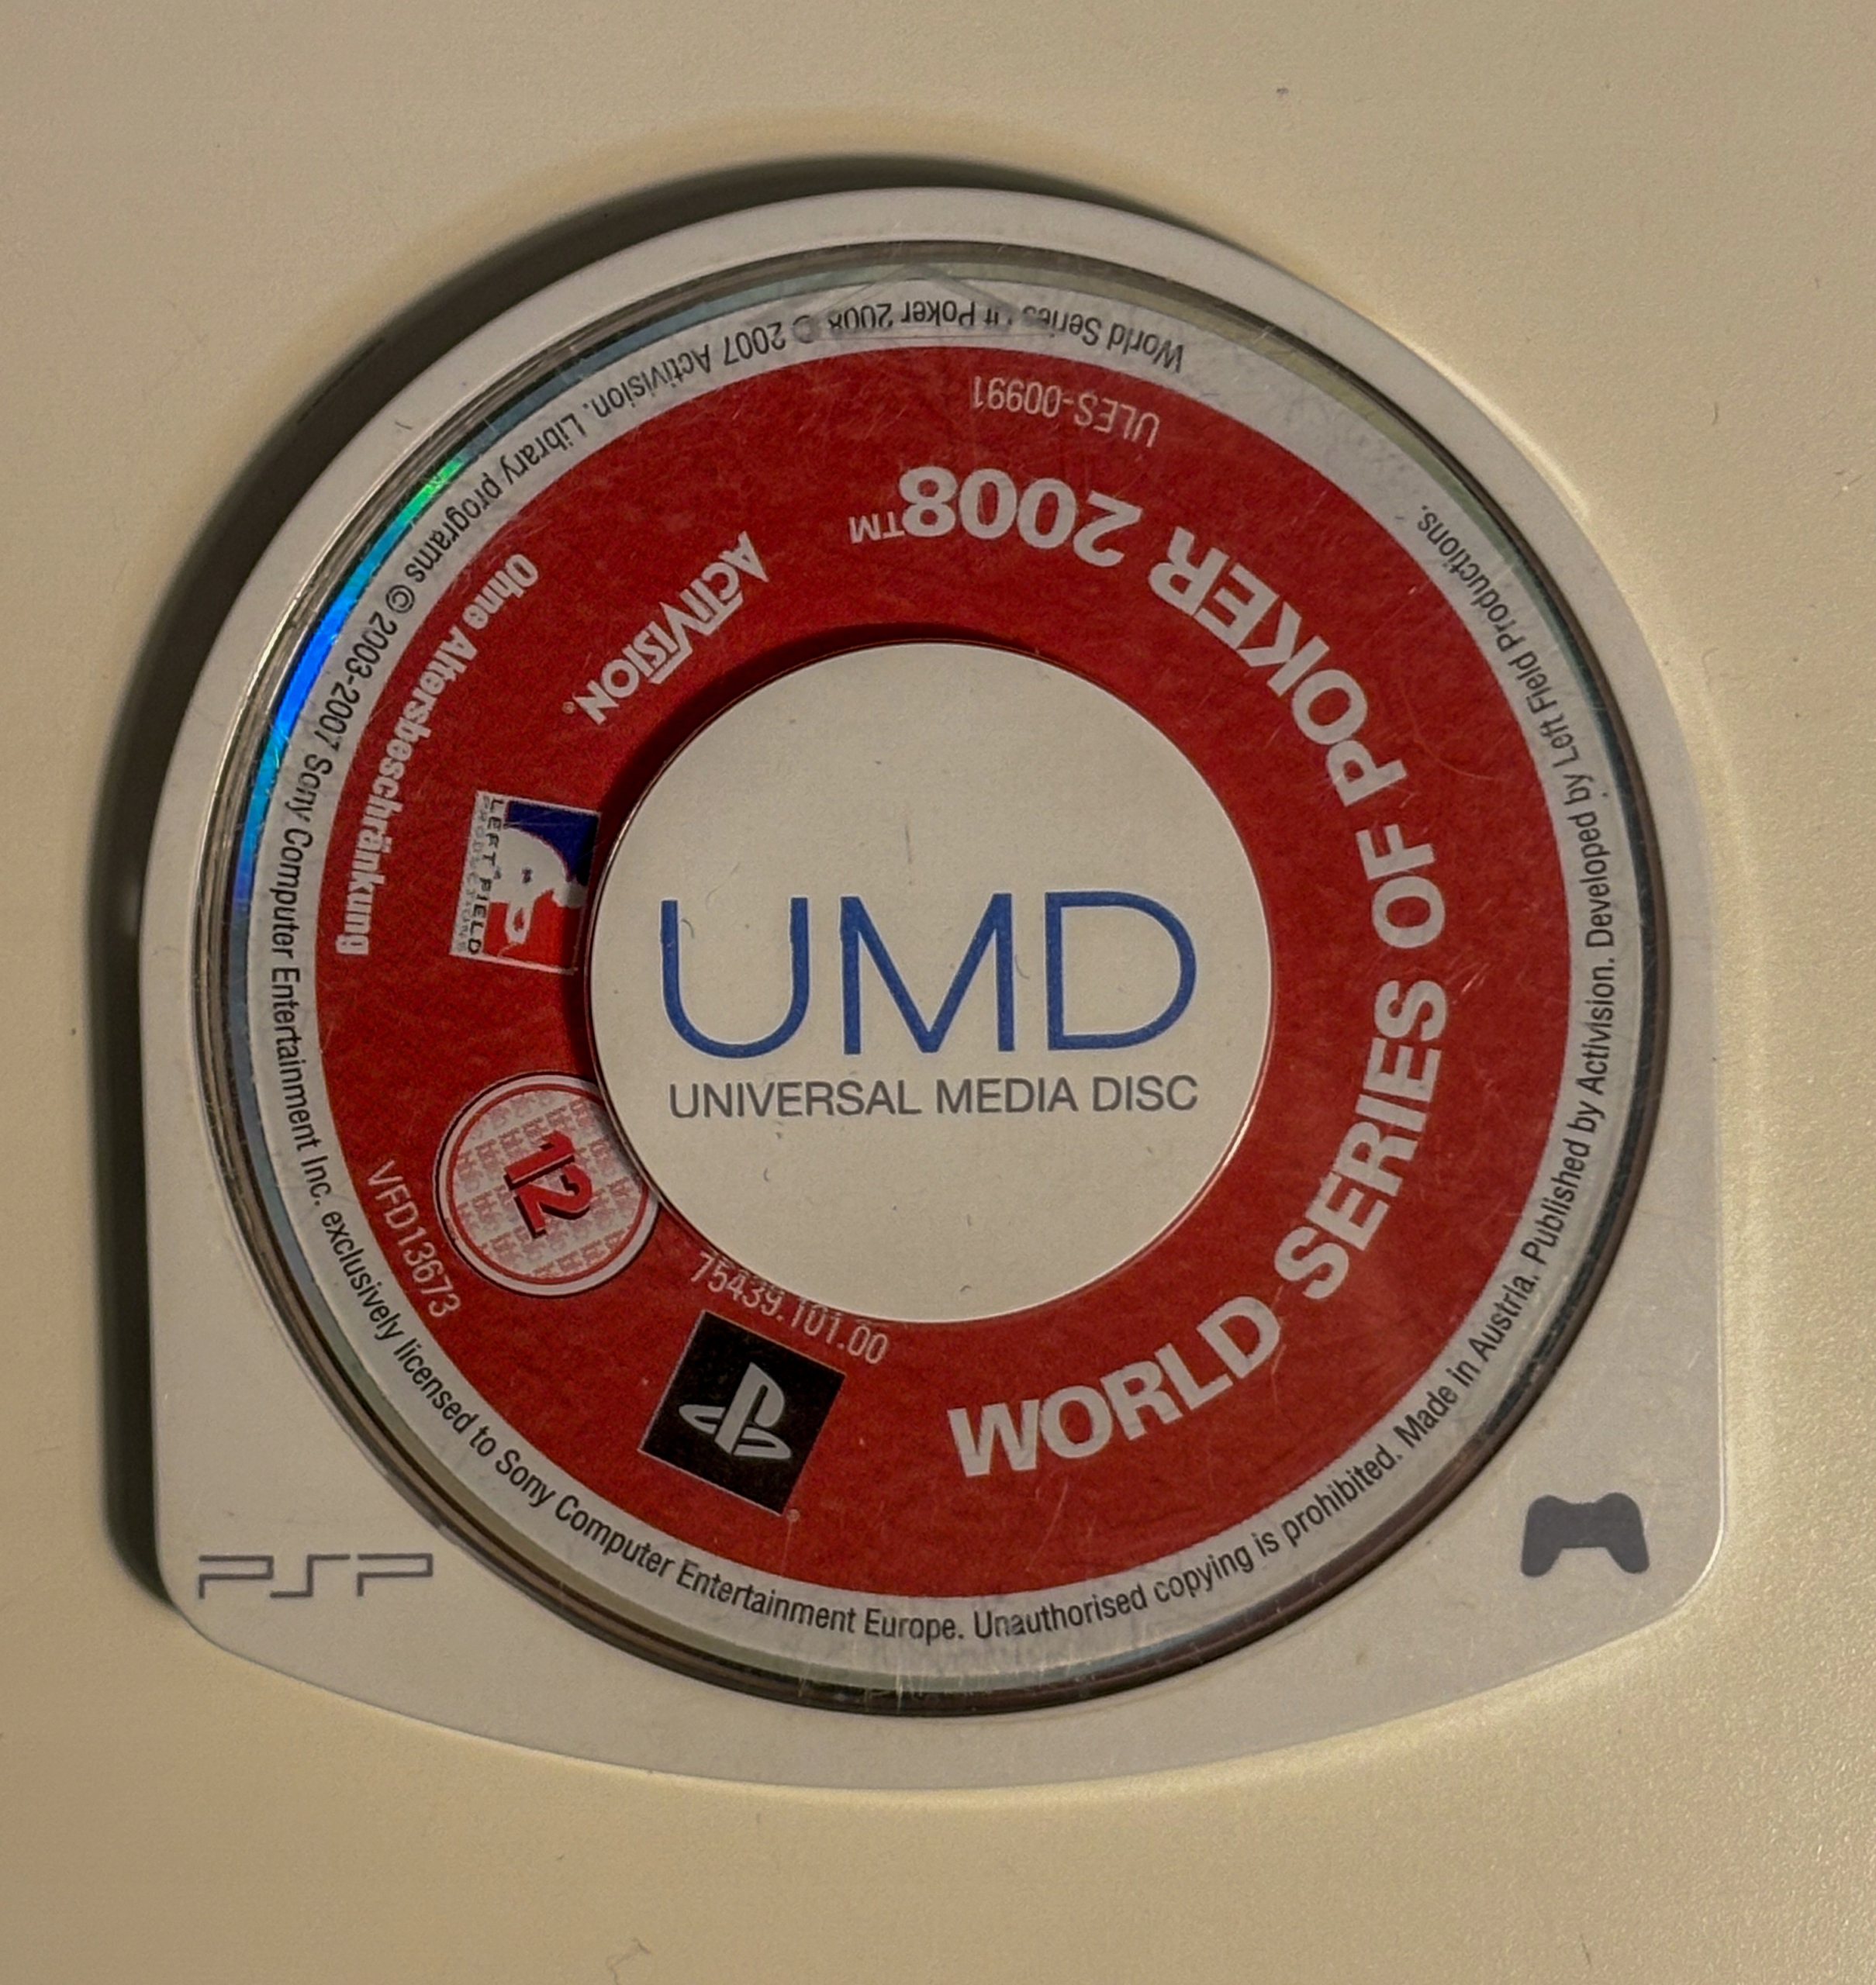 UMD
UNIVERSAL MEDIA DISC
WORLD SERIES OF POKER 2008™
ULES-00991
ACTIVISION®
Ohne Altersbeschränkung
LEFT FIELD
PRODUCTIONS
12
VFD13673
75439.101.00
World Series of Poker 2008 © 2007 Activision. Library programs © 2003-2007 Sony Computer Entertainment Inc. exclusively licensed to Sony Computer Entertainment Europe. Unauthorised copying is prohibited. Made in Austria. Published by Activision. Developed by Left Field Productions.
PSP